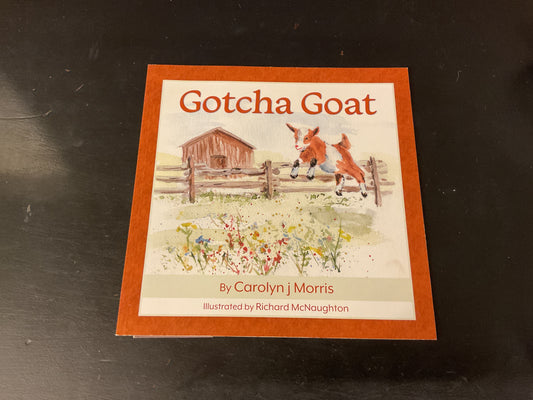 Gotcha Goat
By Carolyn j Morris
Illustrated by Richard McNaughton